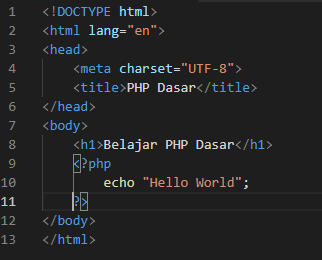 1 <!DOCTYPE html>
2 <html lang="en">
3 <head>
4     <meta charset="UTF-8">
5     <title>PHP Dasar</title>
6 </head>
7 <body>
8     <h1>Belajar PHP Dasar</h1>
9     <?php
10         echo "Hello World";
11     ?>
12 </body>
13 </html>